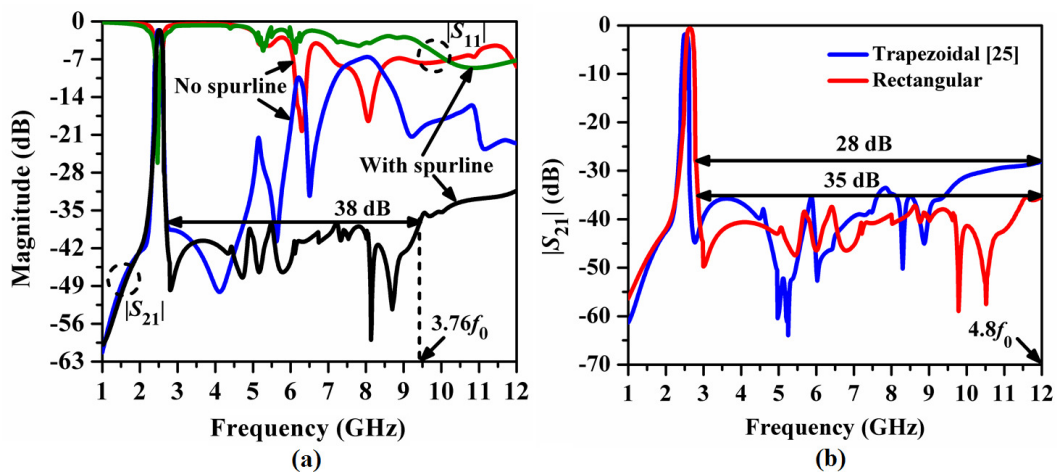 0
-7
-14
-21
-28
-35
-42
-49
-56
-63
Magnitude (dB)
|S11|
No spurline
With spurline
38 dB
|S21|
3.76f0
1 2 3 4 5 6 7 8 9 10 11 12
Frequency (GHz)
(a)
0
-10
-20
-30
-40
-50
-60
-70
|S21| (dB)
Trapezoidal [25]
Rectangular
28 dB
35 dB
4.8f0
1 2 3 4 5 6 7 8 9 10 11 12
Frequency (GHz)
(b)